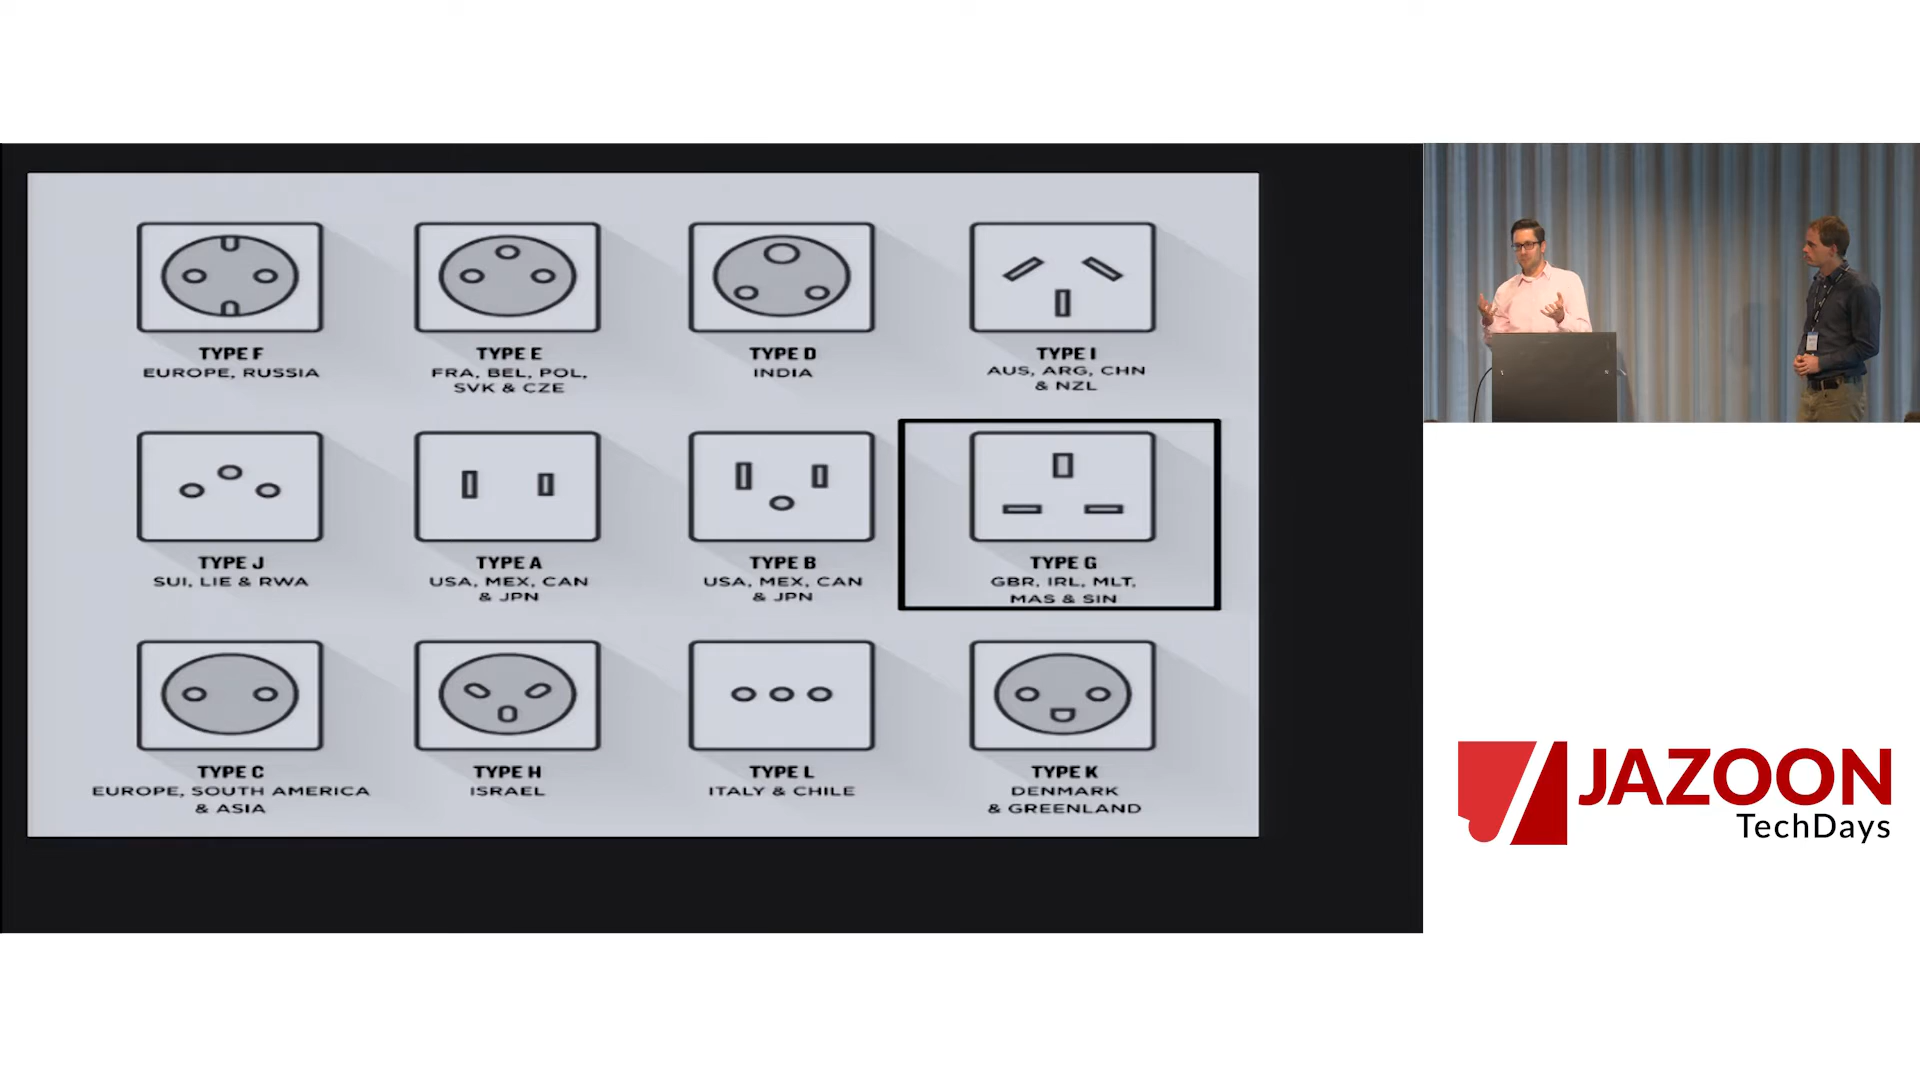 TYPE F
EUROPE, RUSSIA
TYPE E
FRA, BEL, POL,
SVK & CZE
TYPE D
INDIA
TYPE I
AUS, ARG, CHN
& NZL
TYPE J
SUI, LIE & RWA
TYPE A
USA, MEX, CAN
& JPN
TYPE B
USA, MEX, CAN
& JPN
TYPE G
GBR, IRL, MLT,
MAS & SIN
TYPE C
EUROPE, SOUTH AMERICA
& ASIA
TYPE H
ISRAEL
TYPE L
ITALY & CHILE
TYPE K
DENMARK
& GREENLAND
JAZOON
TechDays